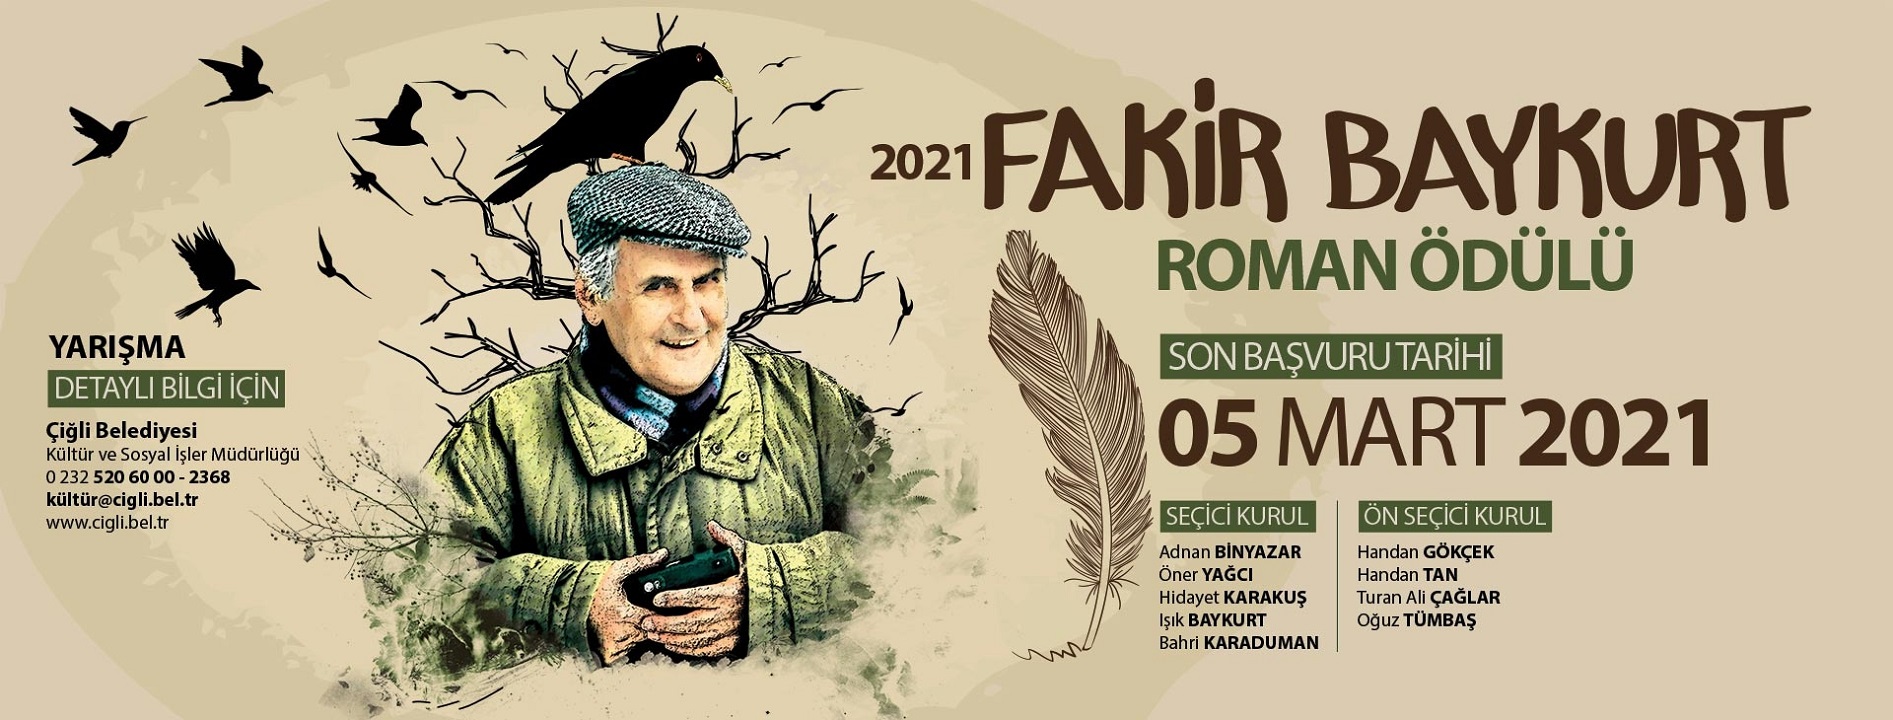 2021 FAKİR BAYKURT
ROMAN ÖDÜLÜ
SON BAŞVURU TARİHİ
05 MART 2021
SEÇİCİ KURUL
Adnan BİNYAZAR
Öner YAĞCI
Hidayet KARAKUŞ
Işık BAYKURT
Bahri KARADUMAN
ÖN SEÇİCİ KURUL
Handan GÖKÇEK
Handan TAN
Turan Ali ÇAĞLAR
Oğuz TÜMBAŞ
YARIŞMA
DETAYLI BİLGİ İÇİN
Çiğli Belediyesi
Kültür ve Sosyal İşler Müdürlüğü
0 232 520 60 00 - 2368
kültür@cigli.bel.tr
www.cigli.bel.tr